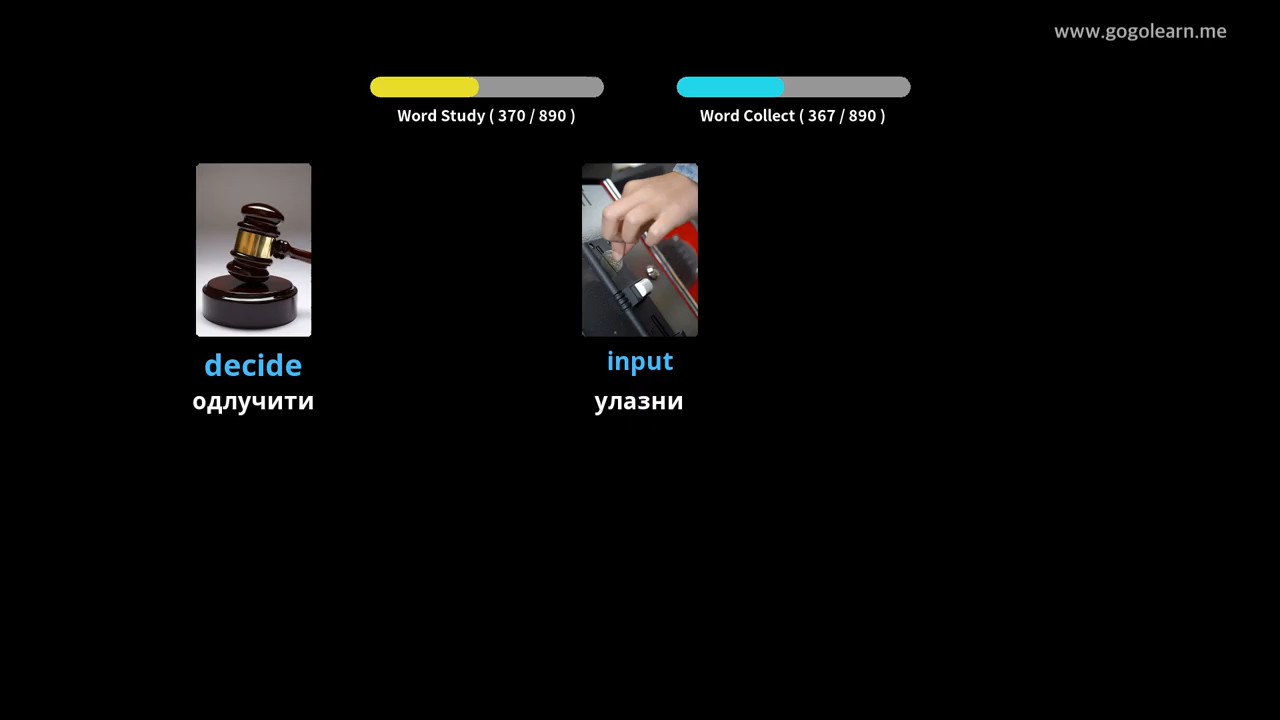 www.gogolearn.me
Word Study ( 370 / 890 )
Word Collect ( 367 / 890 )
decide
одлучити
input
улазни